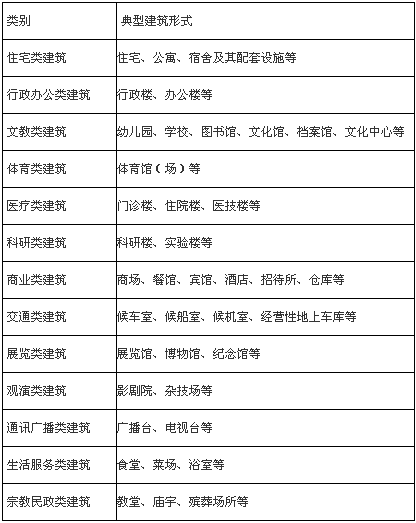 类别 典型建筑形式
住宅类建筑 住宅、公寓、宿舍及其配套设施等
行政办公类建筑 行政楼、办公楼等
文教类建筑 幼儿园、学校、图书馆、文化馆、档案馆、文化中心等
体育类建筑 体育馆（场）等
医疗类建筑 门诊楼、住院楼、医技楼等
科研类建筑 科研楼、实验楼等
商业类建筑 商场、餐馆、宾馆、酒店、招待所、仓库等
交通类建筑 候车室、候船室、候机室、经营性地上车库等
展览类建筑 展览馆、博物馆、纪念馆等
观演类建筑 影剧院、杂技场等
通讯广播类建筑 广播台、电视台等
生活服务类建筑 食堂、菜场、浴室等
宗教民政类建筑 教堂、庙宇、殡葬场所等